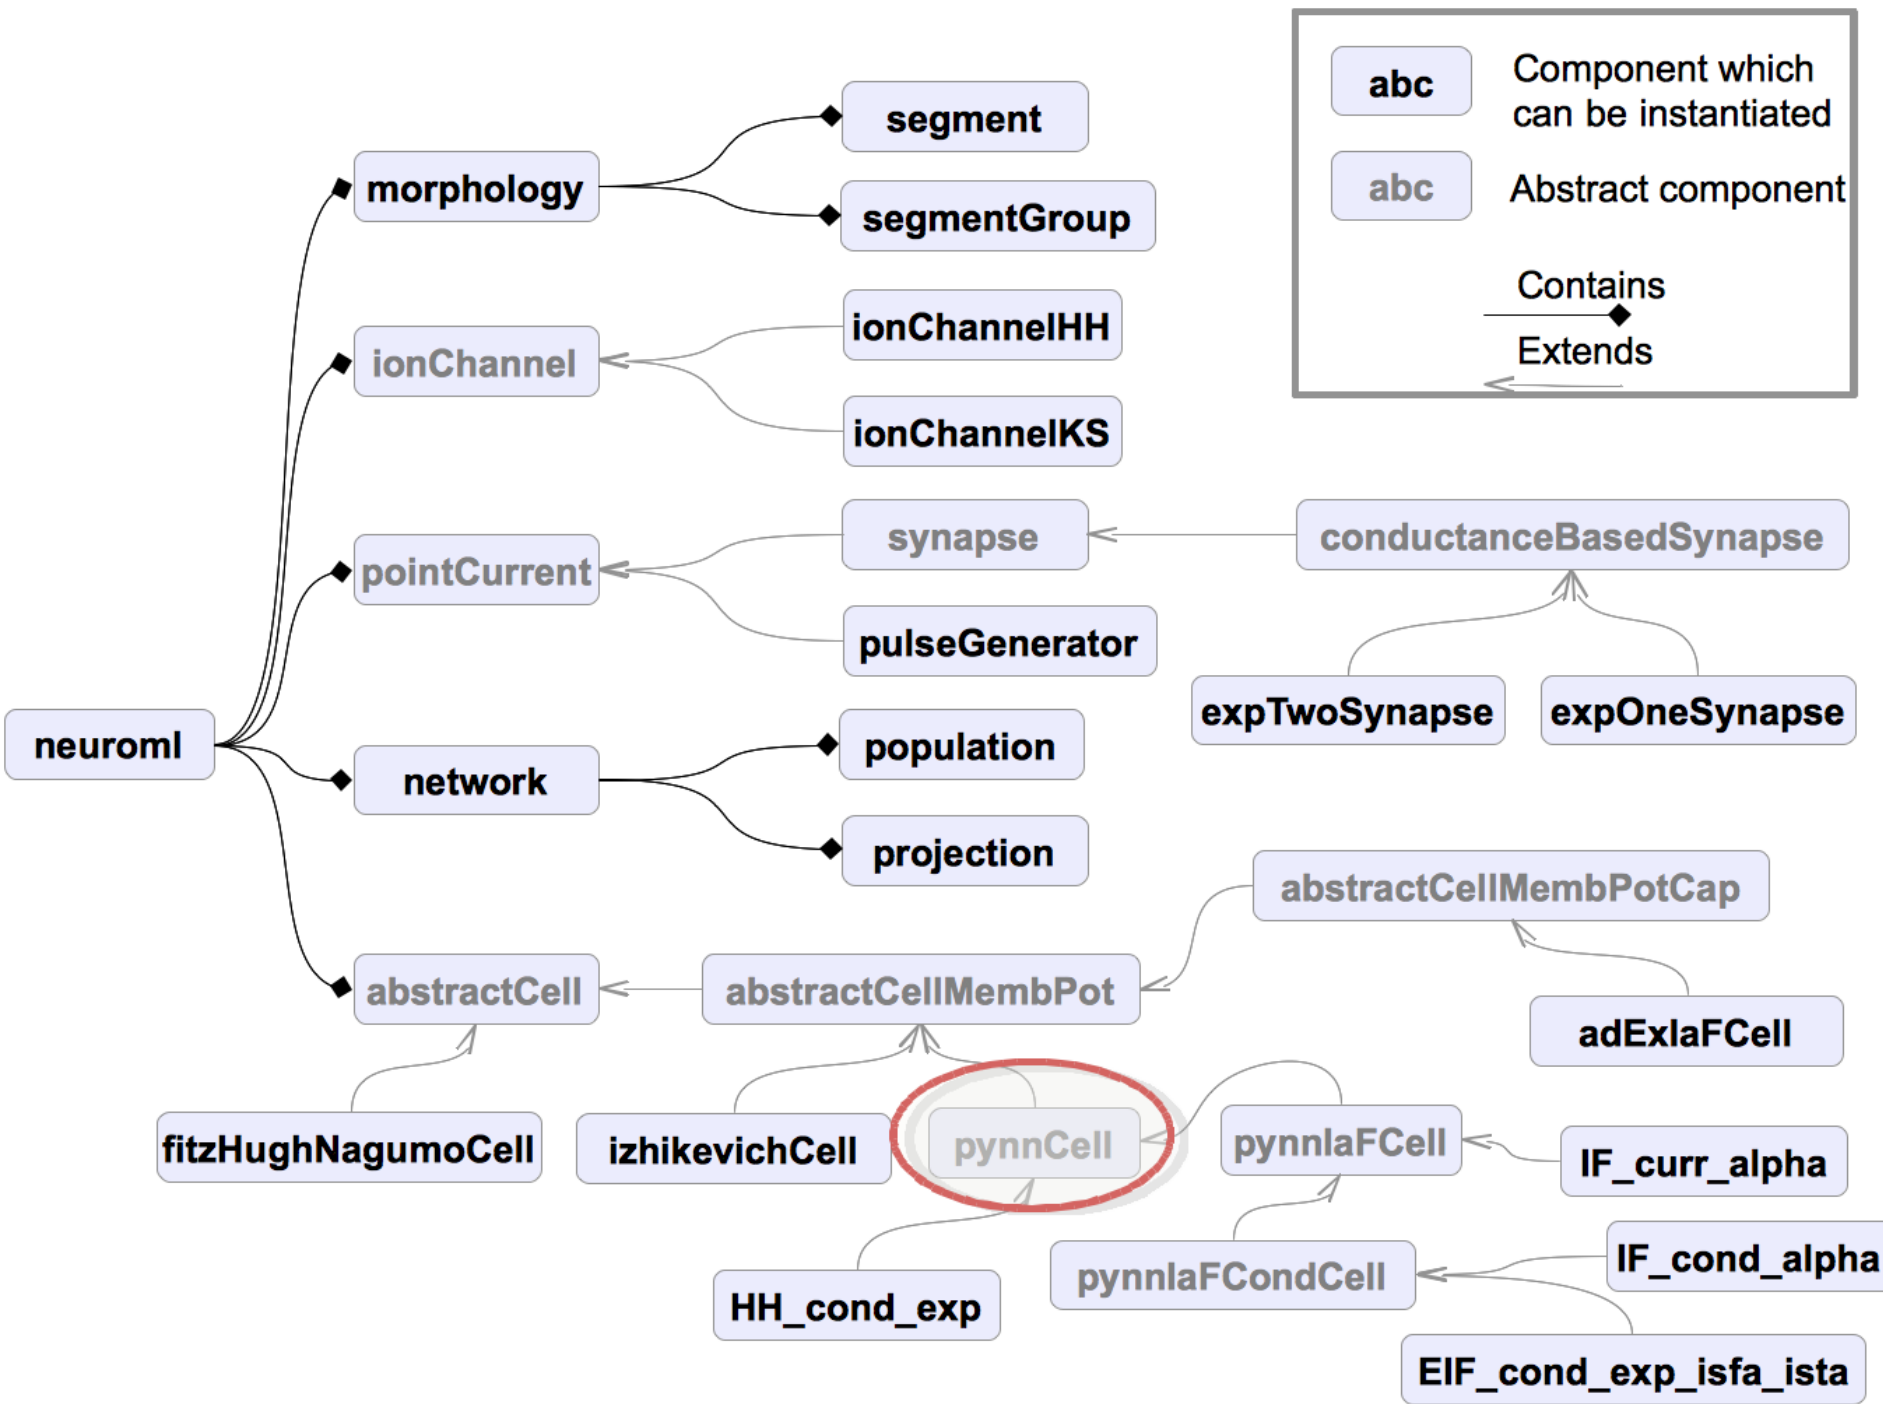 abc
Component which
can be instantiated
abc
Abstract component
Contains
Extends
segment
morphology
segmentGroup
ionChannelHH
ionChannel
ionChannelKS
synapse
conductanceBasedSynapse
pointCurrent
pulseGenerator
expTwoSynapse
expOneSynapse
neuroml
population
network
projection
abstractCellMembPotCap
abstractCell
abstractCellMembPot
adExIaFCell
fitzHughNagumoCell
izhikevichCell
pynnCell
pynnIaFCell
IF_curr_alpha
pynnIaFCondCell
IF_cond_alpha
HH_cond_exp
EIF_cond_exp_isfa_ista